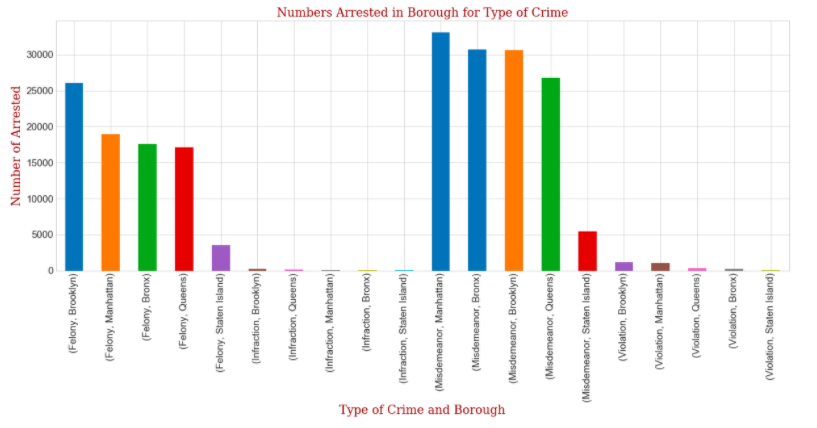 Numbers Arrested in Borough for Type of Crime
Number of Arrested
30000
25000
20000
15000
10000
5000
0
(Felony, Brooklyn)
(Felony, Manhattan)
(Felony, Bronx)
(Felony, Queens)
(Felony, Staten Island)
(Infraction, Brooklyn)
(Infraction, Queens)
(Infraction, Manhattan)
(Infraction, Bronx)
(Infraction, Staten Island)
(Misdemeanor, Manhattan)
(Misdemeanor, Bronx)
(Misdemeanor, Brooklyn)
(Misdemeanor, Queens)
(Misdemeanor, Staten Island)
(Violation, Brooklyn)
(Violation, Manhattan)
(Violation, Queens)
(Violation, Bronx)
(Violation, Staten Island)
Type of Crime and Borough